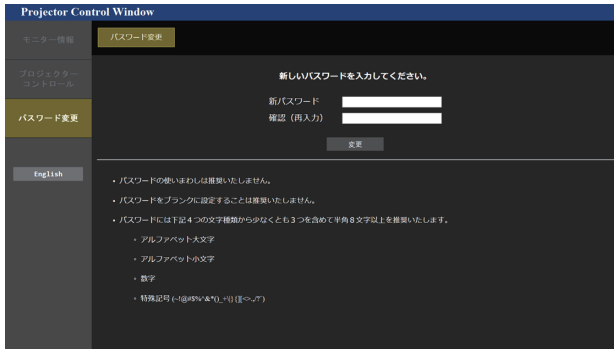 Projector Control Window
モニター情報
パスワード変更
プロジェクター
コントロール
パスワード変更
English
新しいパスワードを入力してください。
新パスワード
確認（再入力）
変更
• パスワードの使いまわしは推奨いたしません。
• パスワードをブランクに設定することは推奨いたしません。
• パスワードには下記４つの文字種類から少なくとも３つを含めて半角８文字以上を推奨いたします。
◦ アルファベット大文字
◦ アルファベット小文字
◦ 数字
◦ 特殊記号